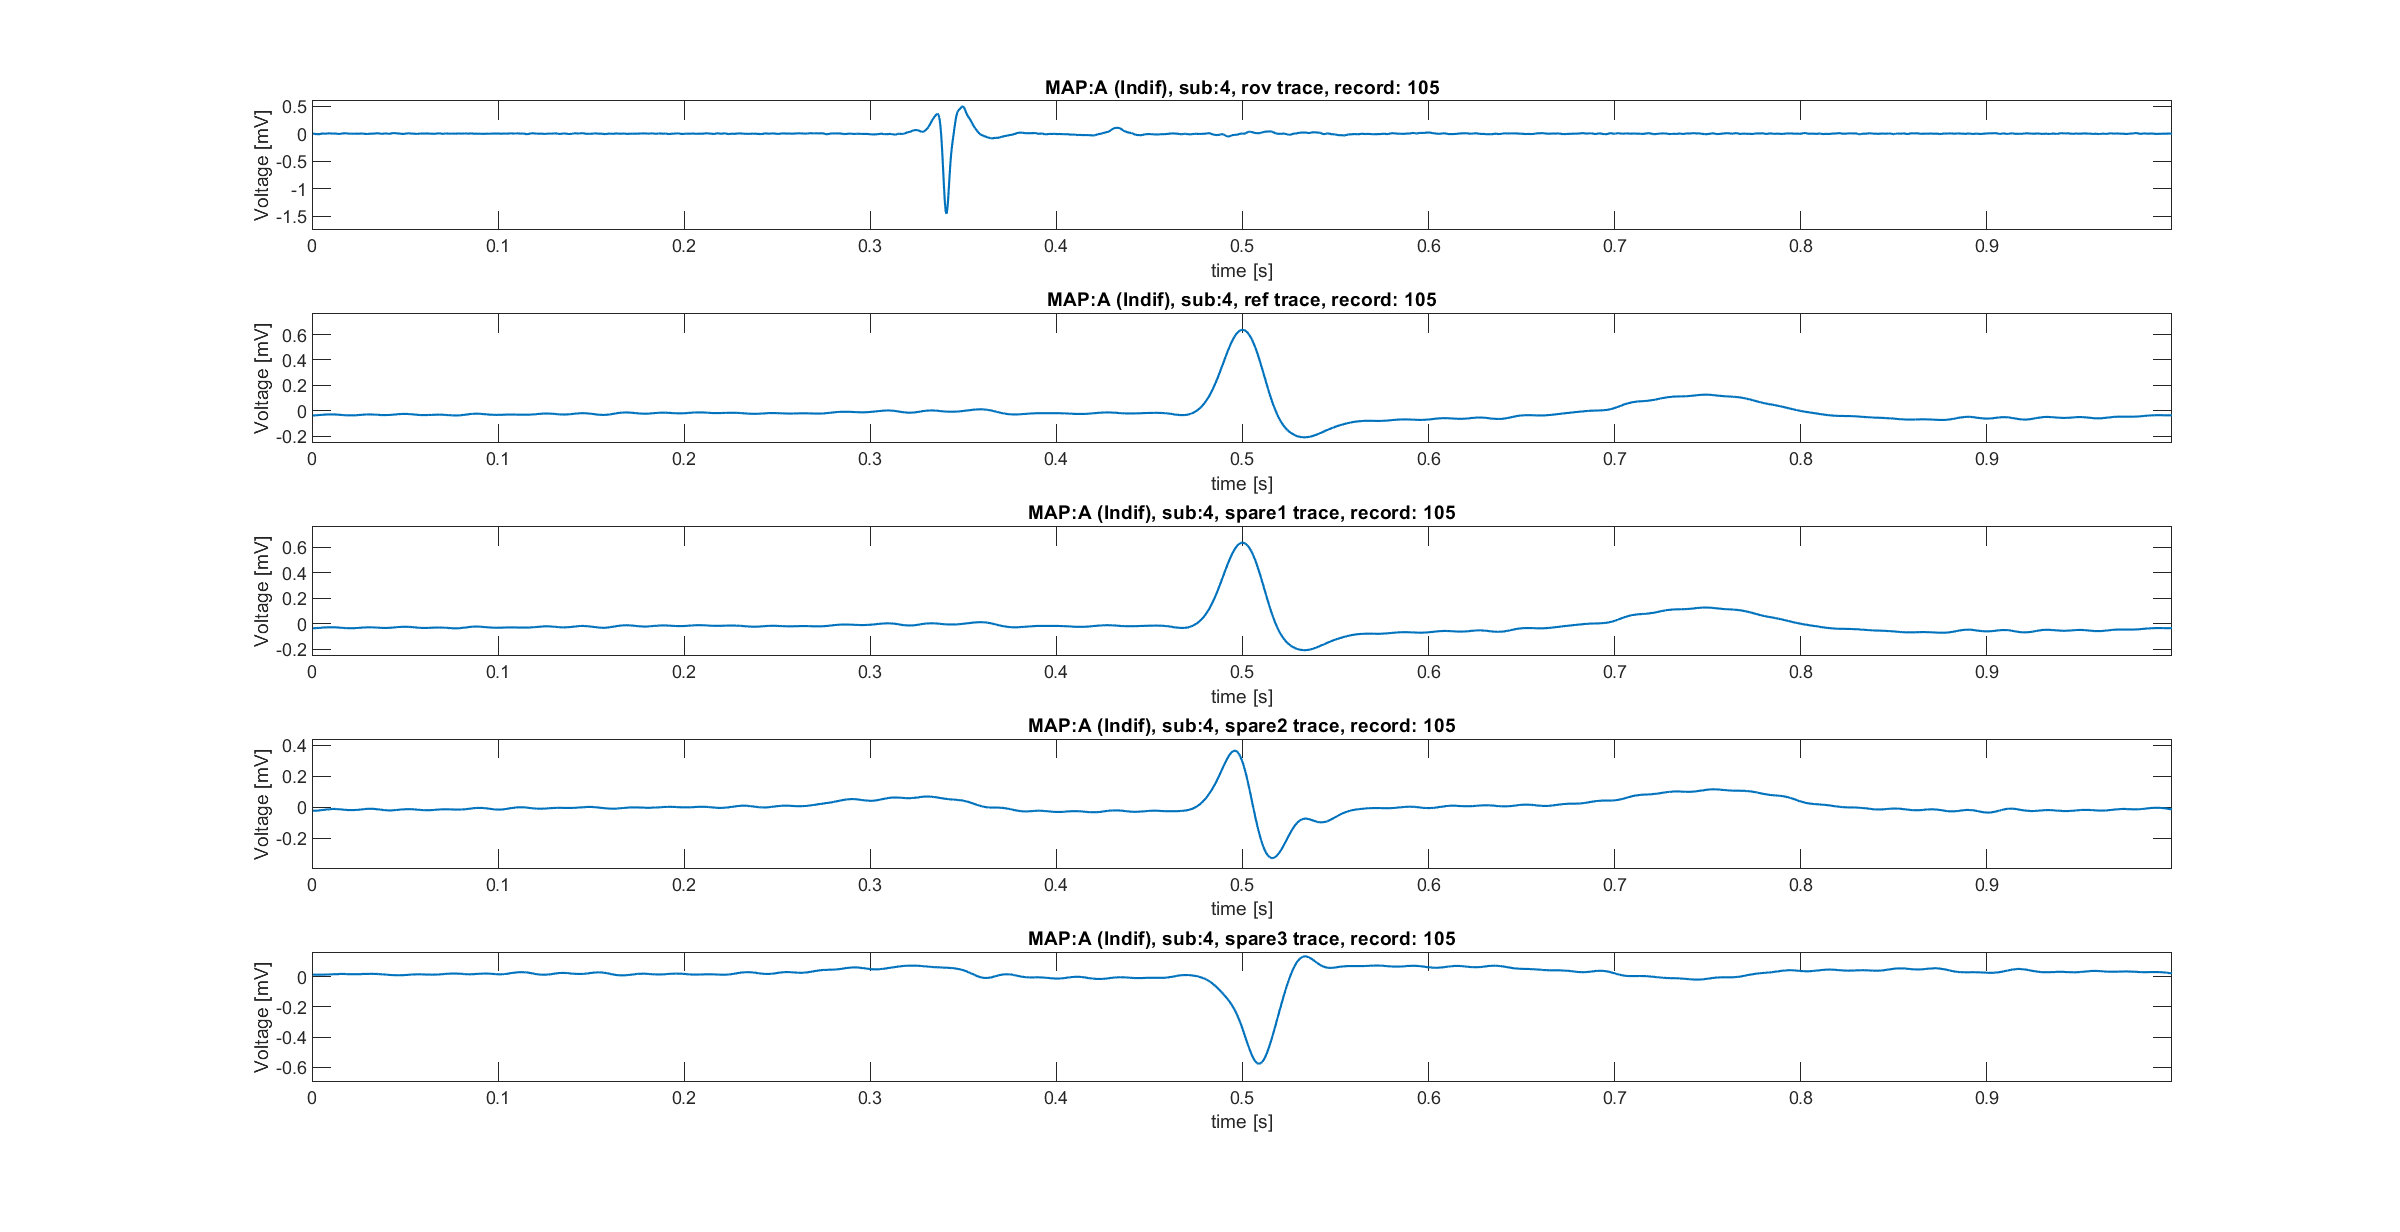 MAP:A (Indif), sub:4, rov trace, record: 105
Voltage [mV]
0.5
0
-0.5
-1
-1.5
0 0.1 0.2 0.3 0.4 0.5 0.6 0.7 0.8 0.9
time [s]
MAP:A (Indif), sub:4, ref trace, record: 105
Voltage [mV]
0.6
0.4
0.2
0
-0.2
0 0.1 0.2 0.3 0.4 0.5 0.6 0.7 0.8 0.9
time [s]
MAP:A (Indif), sub:4, spare1 trace, record: 105
Voltage [mV]
0.6
0.4
0.2
0
-0.2
0 0.1 0.2 0.3 0.4 0.5 0.6 0.7 0.8 0.9
time [s]
MAP:A (Indif), sub:4, spare2 trace, record: 105
Voltage [mV]
0.4
0.2
0
-0.2
0 0.1 0.2 0.3 0.4 0.5 0.6 0.7 0.8 0.9
time [s]
MAP:A (Indif), sub:4, spare3 trace, record: 105
Voltage [mV]
0
-0.2
-0.4
-0.6
0 0.1 0.2 0.3 0.4 0.5 0.6 0.7 0.8 0.9
time [s]